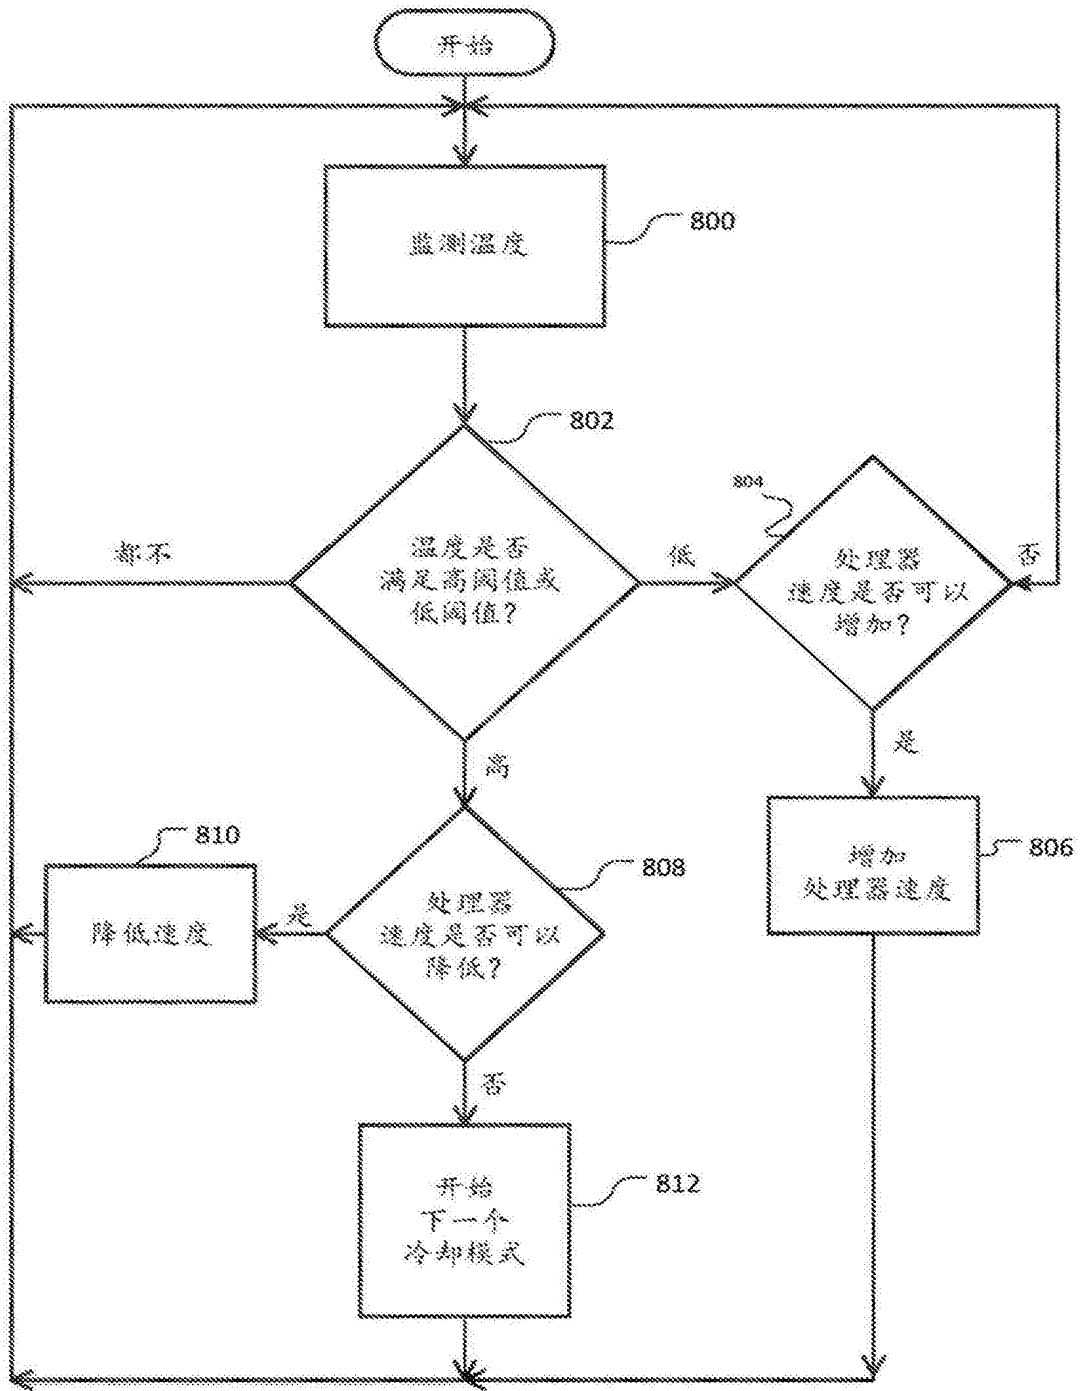 开始
监测温度
800
802
温度是否
满足高阈值或
低阈值?
都不
低
804
处理器
速度是否可以
增加?
否
是
高
增加
处理器速度
806
810
降低速度
是
处理器
速度是否可以
降低?
808
否
开始
下一个
冷却模式
812